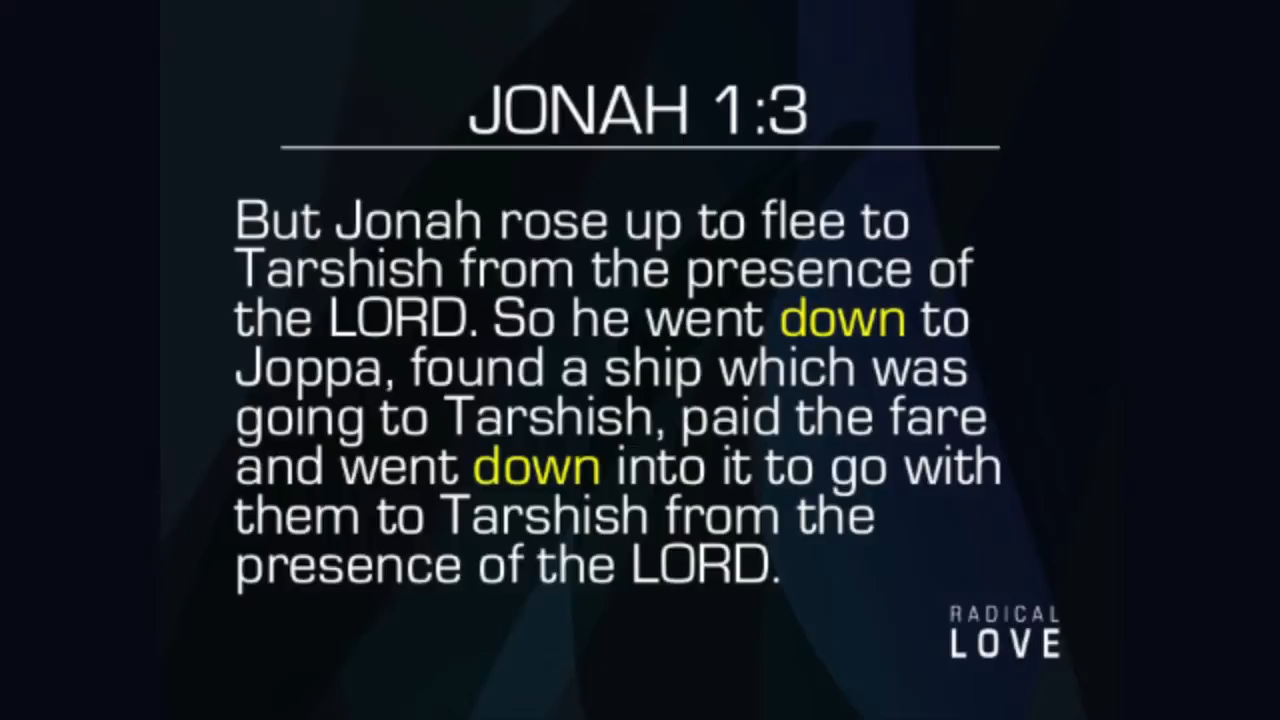 JONAH 1:3
But Jonah rose up to flee to
Tarshish from the presence of
the LORD. So he went down to
Joppa, found a ship which was
going to Tarshish, paid the fare
and went down into it to go with
them to Tarshish from the
presence of the LORD.
RADICAL
LOVE